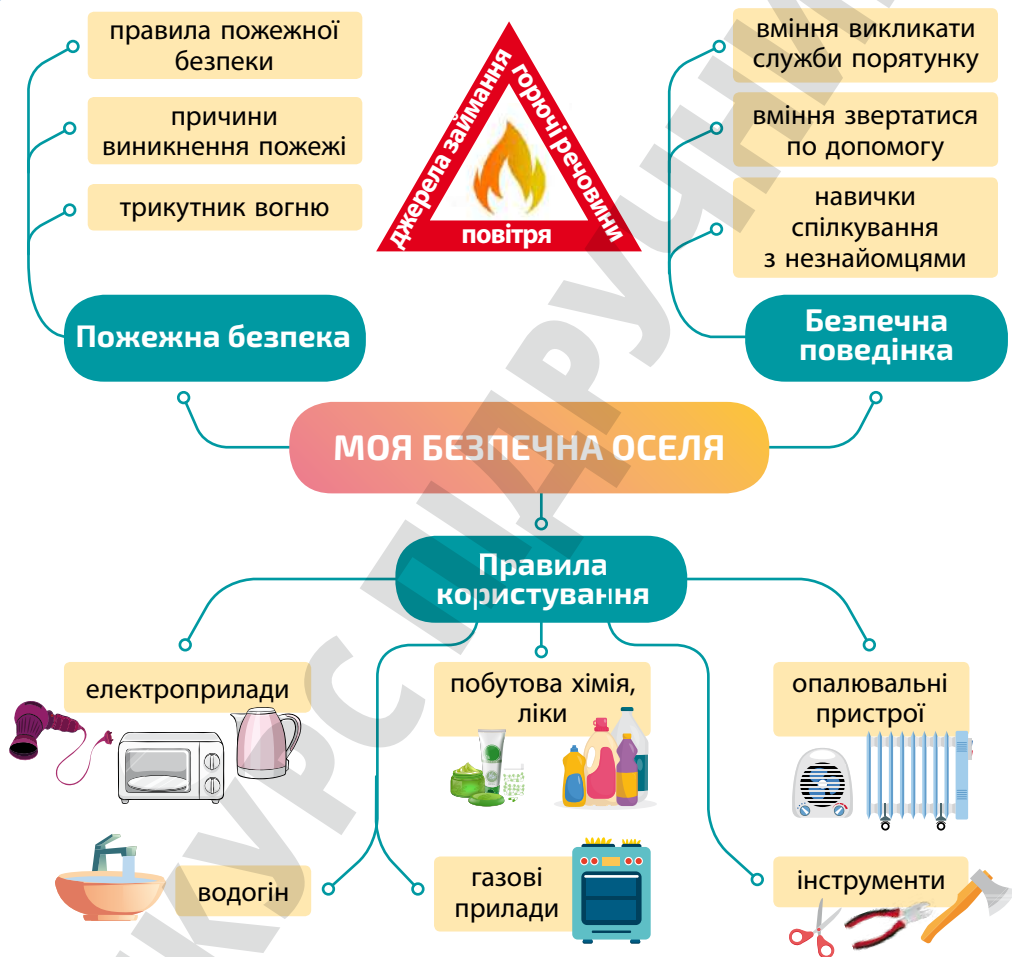 правила пожежної
безпеки
причини
виникнення пожежі
трикутник вогню
джерела займання
горючі речовини
повітря
вміння викликати
служби порятунку
вміння звертатися
по допомогу
навички
спілкування
з незнайомцями
Пожежна безпека
Безпечна
поведінка
МОЯ БЕЗПЕЧНА ОСЕЛЯ
Правила
користування
електроприлади
побутова хімія,
ліки
опалювальні
пристрої
водогін
газові
прилади
інструменти